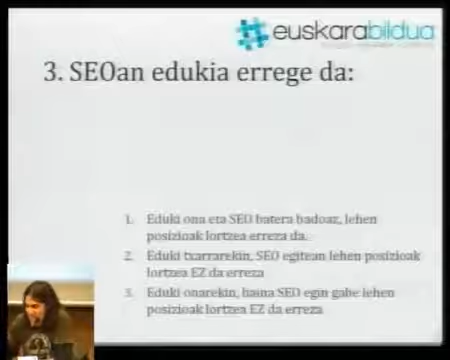 euskarabildua
3. SEOan edukia errege da:
1. Eduki ona eta SEO batera badoaz, lehen
posizioak lortzea erreza da.
2. Eduki txarrarekin, SEO egitean lehen posizioak
lortzea EZ da erreza
3. Eduki onarekin, baina SEO egin gabe lehen
posizioak lortzea EZ da erreza